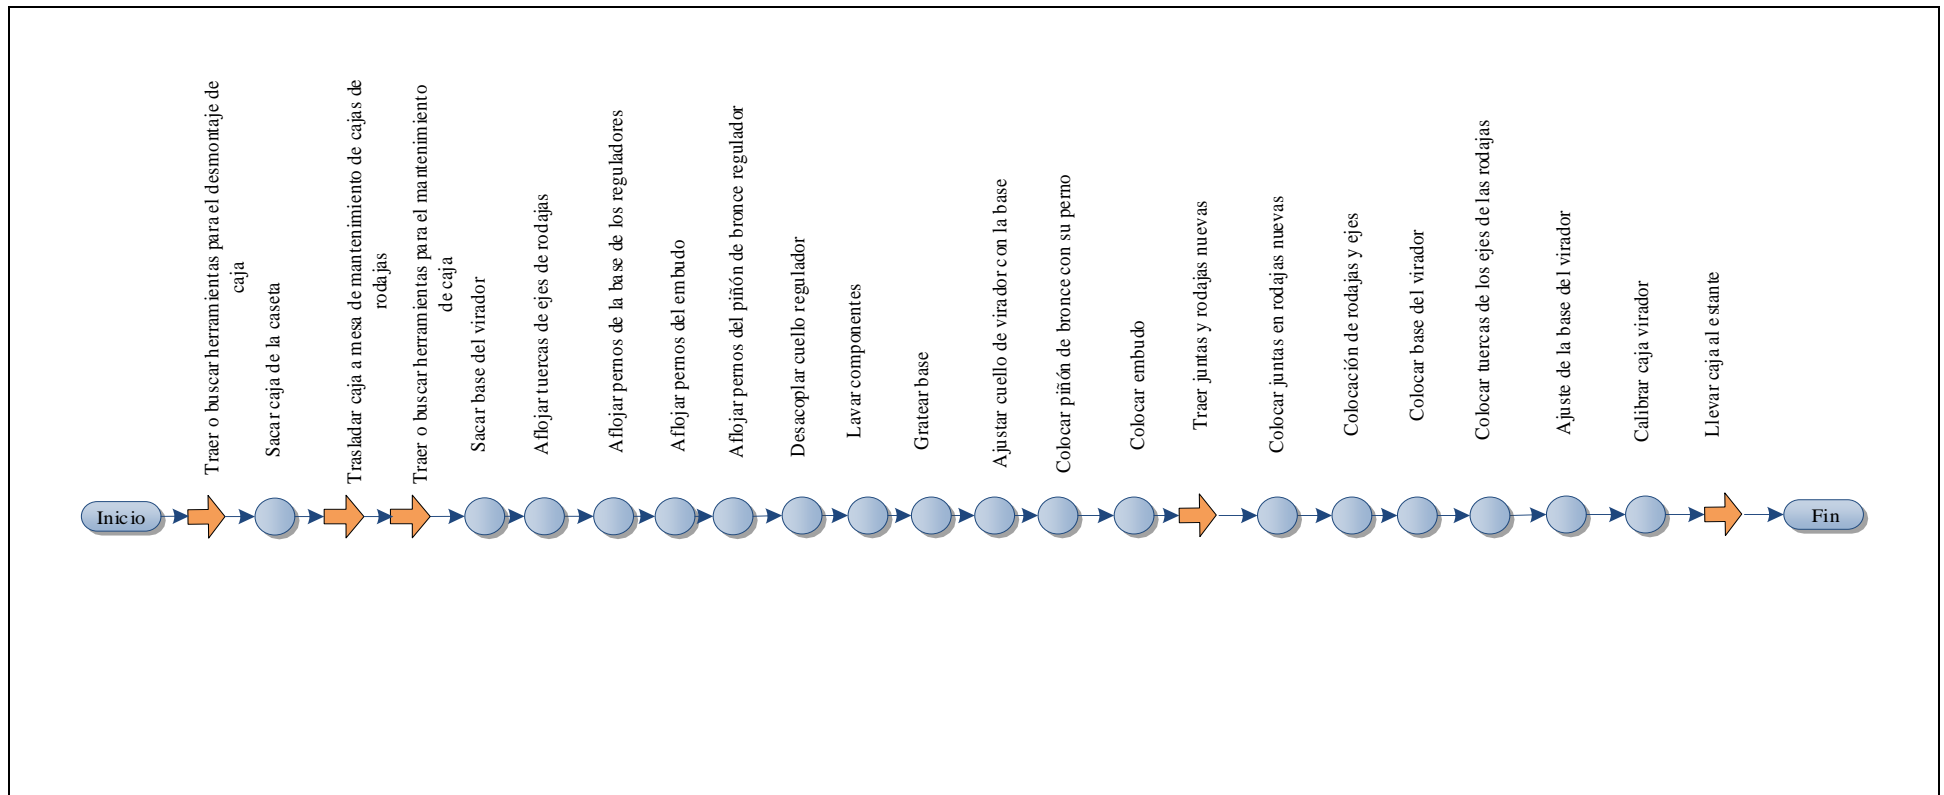 Inicio
Traer o buscar herramientas para el desmontaje de
caja
Sacar caja de la caseta
Trasladar caja a mesa de mantenimiento de cajas de
rodajas
Traer o buscar herramientas para el mantenimiento
de caja
Sacar base del virador
Aflojar tuercas de ejes de rodajas
Aflojar pernos de la base de los reguladores
Aflojar pernos del embudo
Aflojar pernos del piñón de bronce regulador
Desacoplar cuello regulador
Lavar componentes
Gratear base
Ajustar cuello de virador con la base
Colocar piñón de bronce con su perno
Colocar embudo
Traer juntas y rodajas nuevas
Colocar juntas en rodajas nuevas
Colocación de rodajas y ejes
Colocar base del virador
Colocar tuercas de los ejes de las rodajas
Ajuste de la base del virador
Calibrar caja virador
Llevar caja al estante
Fin